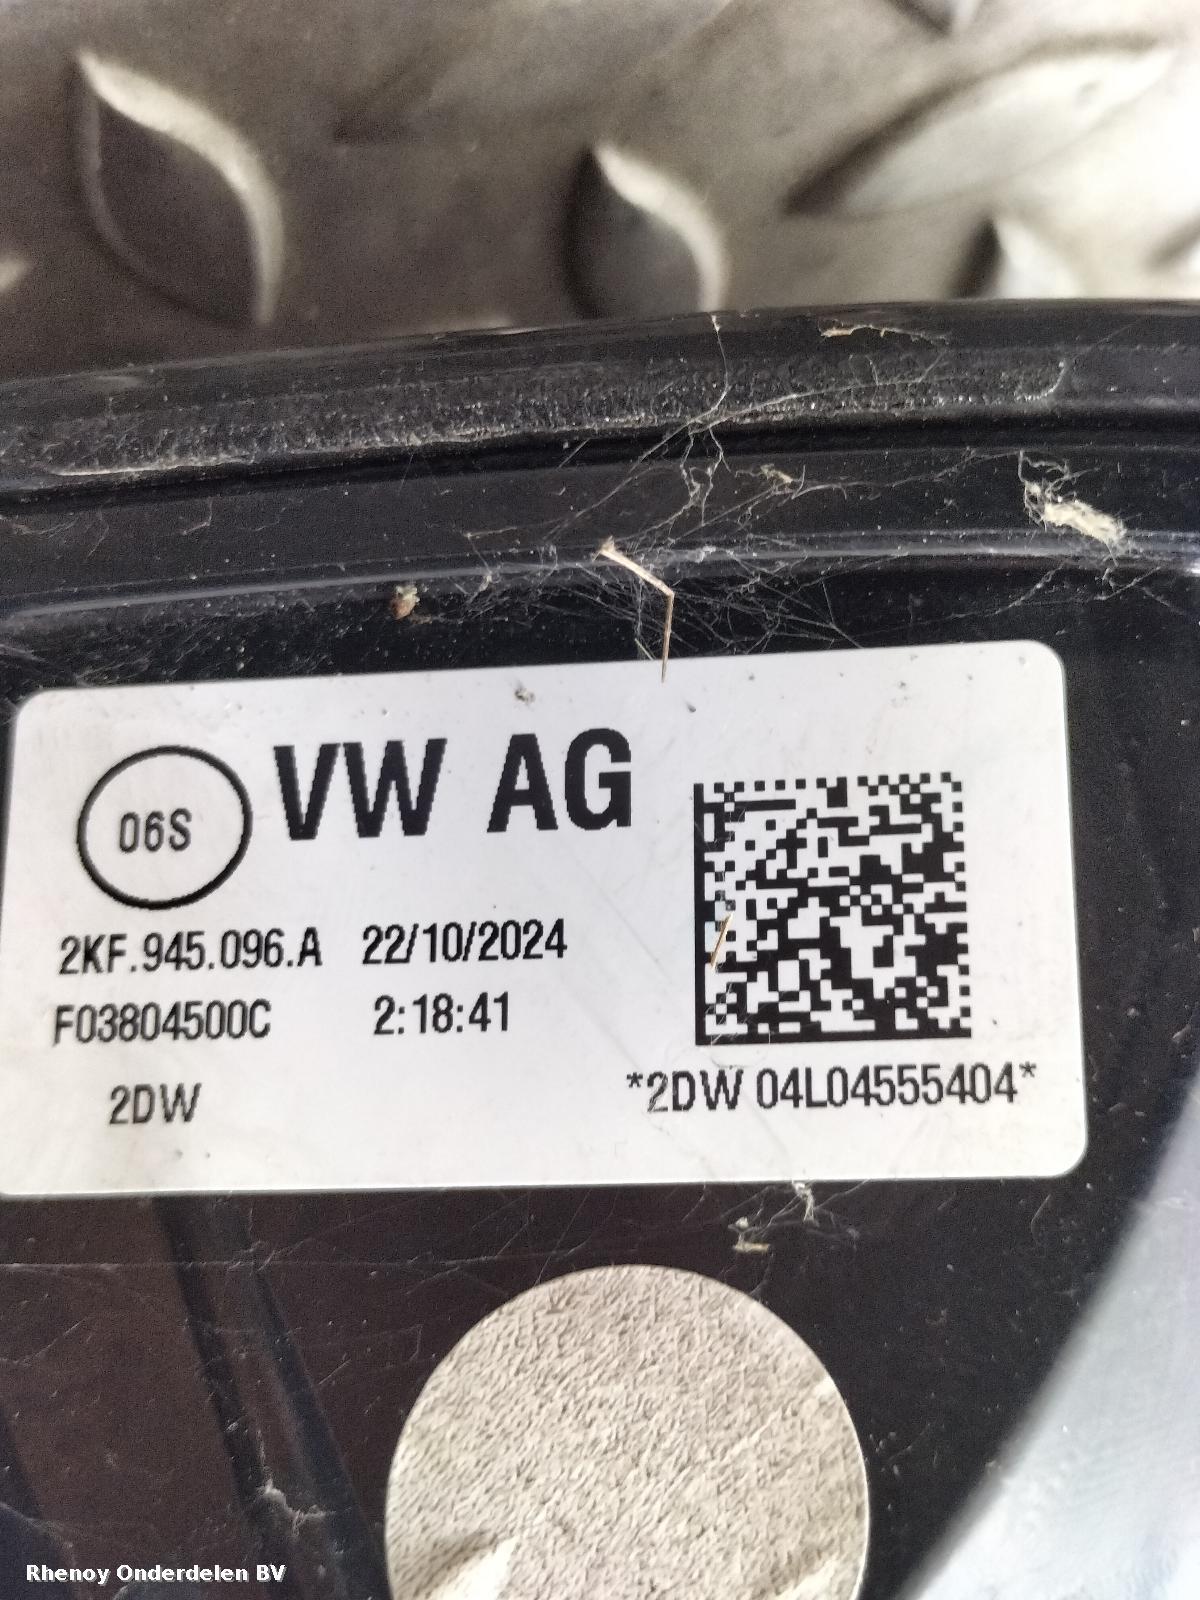 06S
VW AG
2KF.945.096.A 22/10/2024
F03804500C 2:18:41
2DW
*2DW 04L04555404*
Rhenoy Onderdelen BV